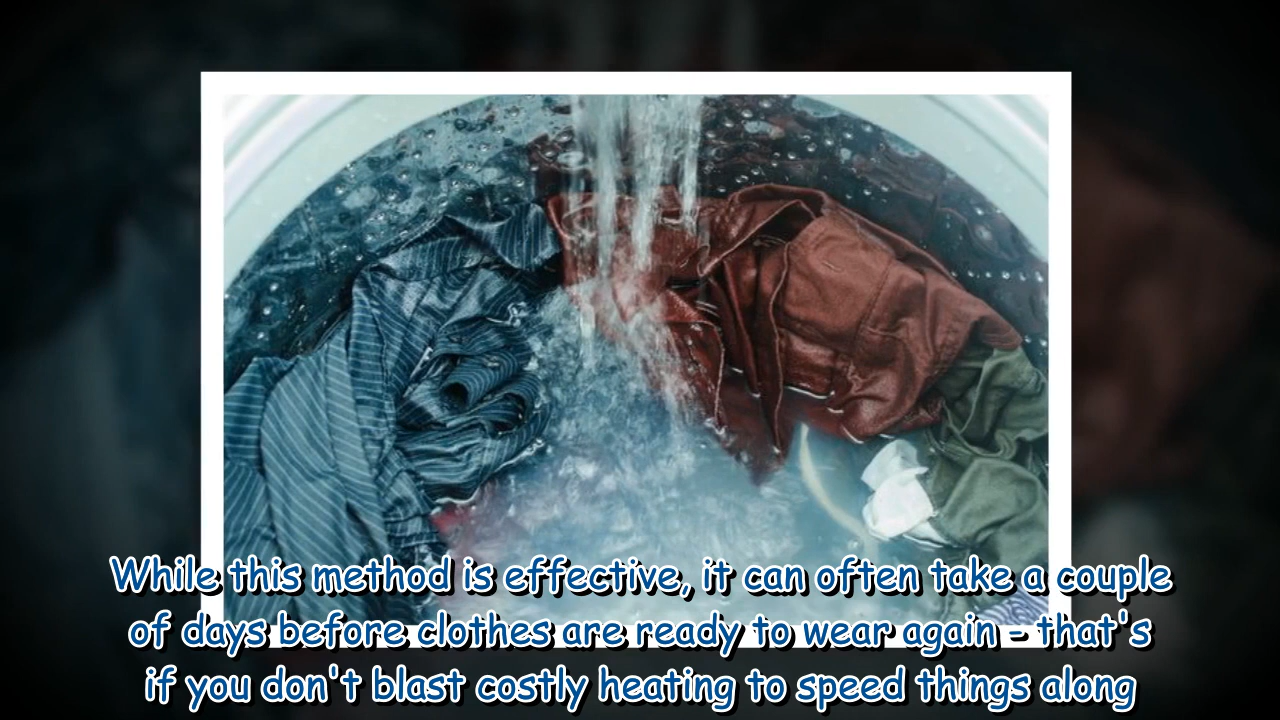 While this method is effective, it can often take a couple
of days before clothes are ready to wear again - that's
if you don't blast costly heating to speed things along